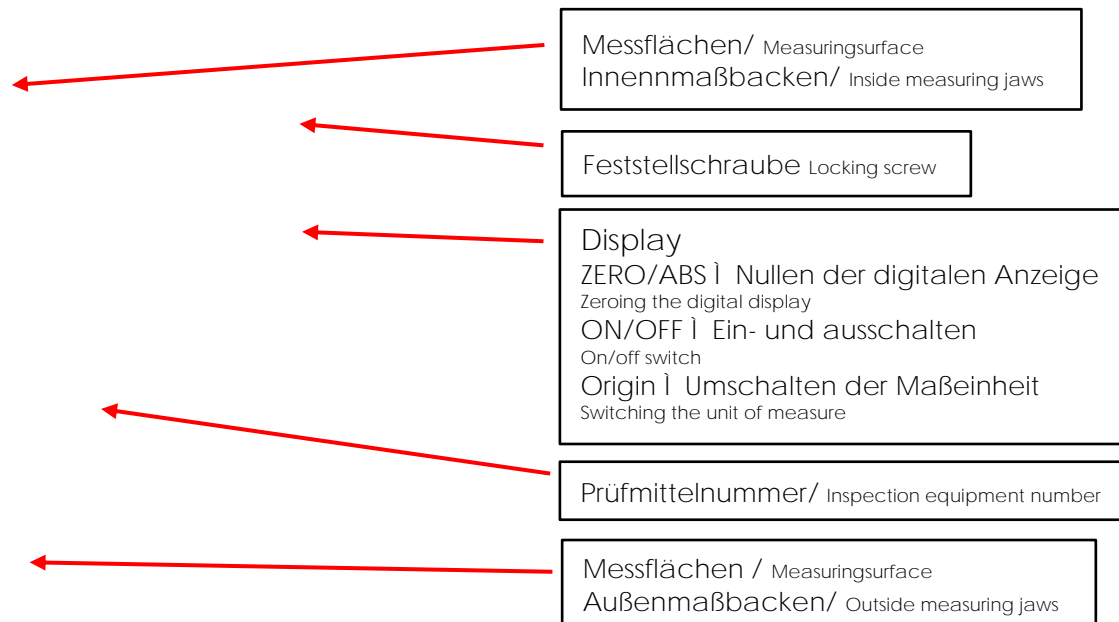 Messflächen/ Measuringsurface
Innennmaßbacken/ Inside measuring jaws
Feststellschraube Locking screw
Display
ZERO/ABS Ì Nullen der digitalen Anzeige
Zeroing the digital display
ON/OFF Ì Ein- und ausschalten
On/off switch
Origin Ì Umschalten der Maßeinheit
Switching the unit of measure
Prüfmittelnummer/ Inspection equipment number
Messflächen / Measuringsurface
Außenmaßbacken/ Outside measuring jaws